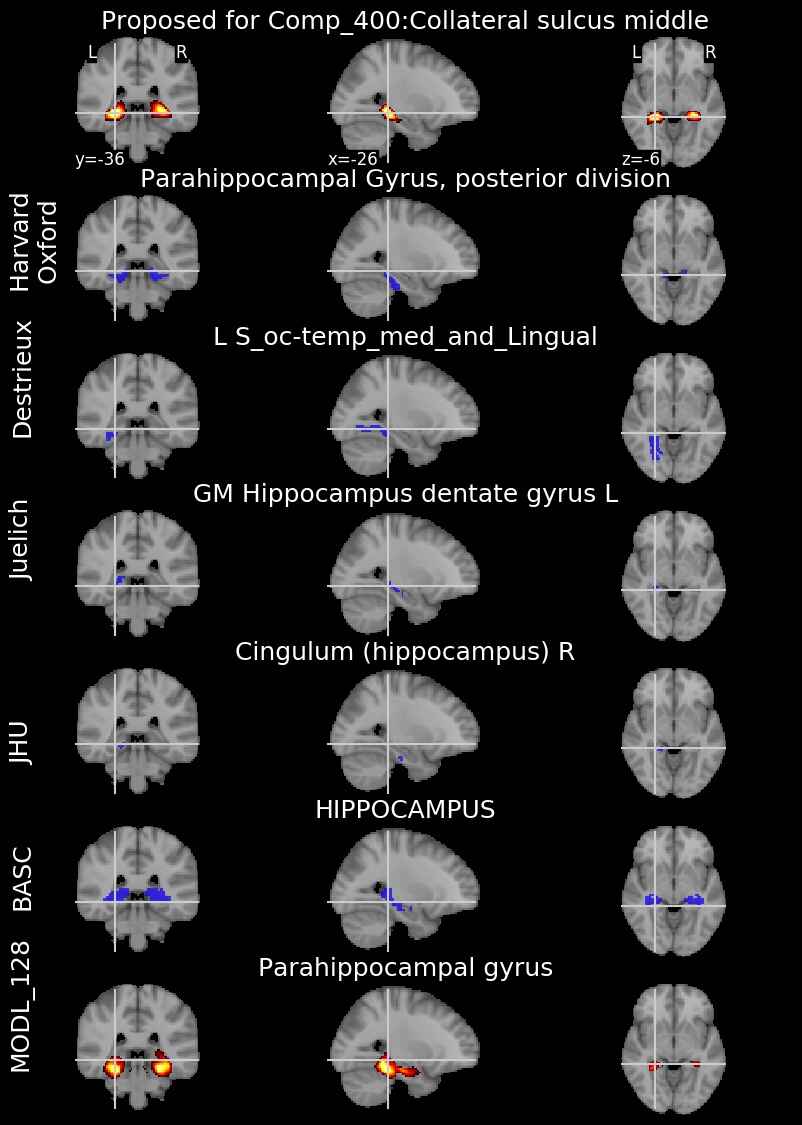 Proposed for Comp_400:Collateral sulcus middle
L R L R
y=-36 x=-26 z=-6
Parahippocampal Gyrus, posterior division
Harvard
Oxford
L S_oc-temp_med_and_Lingual
Destrieux
GM Hippocampus dentate gyrus L
Juelich
Cingulum (hippocampus) R
JHU
HIPPOCAMPUS
BASC
Parahippocampal gyrus
MODL_128